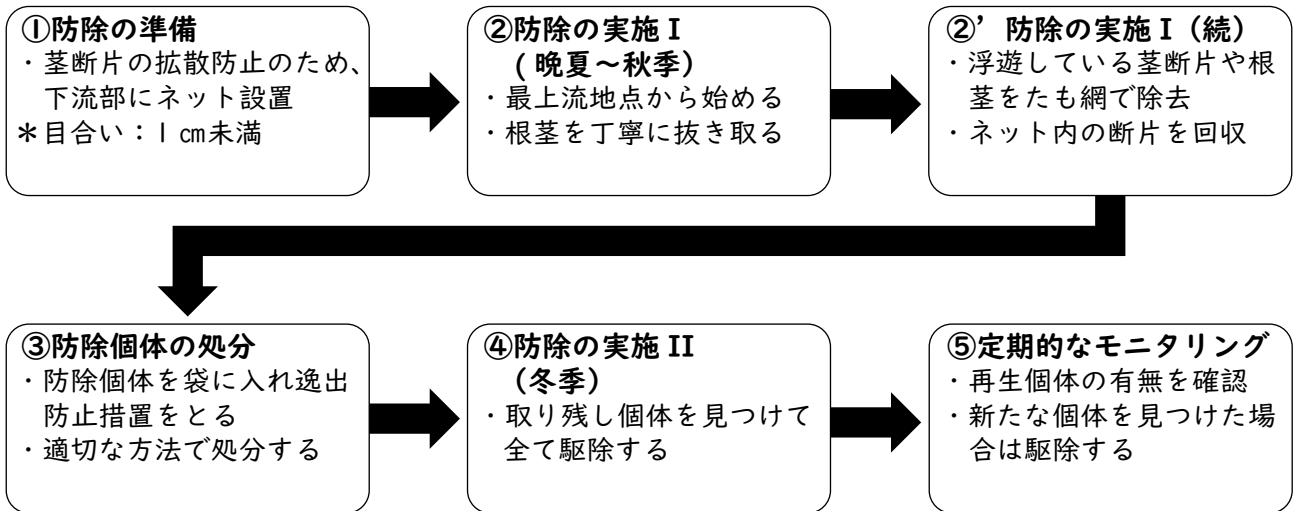 ①防除の準備
・茎断片の拡散防止のため、
下流部にネット設置
＊目合い：1㎝未満
②防除の実施 I
(晩夏～秋季)
・最上流地点から始める
・根茎を丁寧に抜き取る
②’防除の実施 I（続）
・浮遊している茎断片や根
茎をたも網で除去
・ネット内の断片を回収
③防除個体の処分
・防除個体を袋に入れ逸出
防止措置をとる
・適切な方法で処分する
④防除の実施 II
（冬季）
・取り残し個体を見つけて
全て駆除する
⑤定期的なモニタリング
・再生個体の有無を確認
・新たな個体を見つけた場
合は駆除する